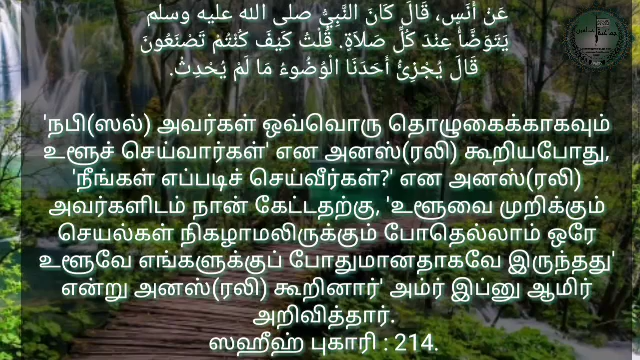 عَنْ أَنَسٍ، قَالَ كَانَ النَّبِيُّ صلى الله عليه وسلم
يَتَوَضَّأُ عِنْدَ كُلِّ صَلاَةٍ‏.‏ قُلْتُ كَيْفَ كُنْتُمْ تَصْنَعُونَ
قَالَ يُجْزِئُ أَحَدَنَا الْوُضُوءُ مَا لَمْ يُحْدِثْ‏.‏
'நபி(ஸல்) அவர்கள் ஒவ்வொரு தொழுகைக்காகவும்
உளூச் செய்வார்கள்' என அனஸ்(ரலி) கூறியபோது,
'நீங்கள் எப்படிச் செய்வீர்கள்?' என அனஸ்(ரலி)
அவர்களிடம் நான் கேட்டதற்கு, 'உளூவை முறிக்கும்
செயல்கள் நிகழாமலிருக்கும் போதெல்லாம் ஒரே
உளூவே எங்களுக்குப் போதுமானதாகவே இருந்தது'
என்று அனஸ்(ரலி) கூறினார்' அம்ர் இப்னு ஆமிர்
அறிவித்தார்.
ஸஹீஹ் புகாரி : 214.